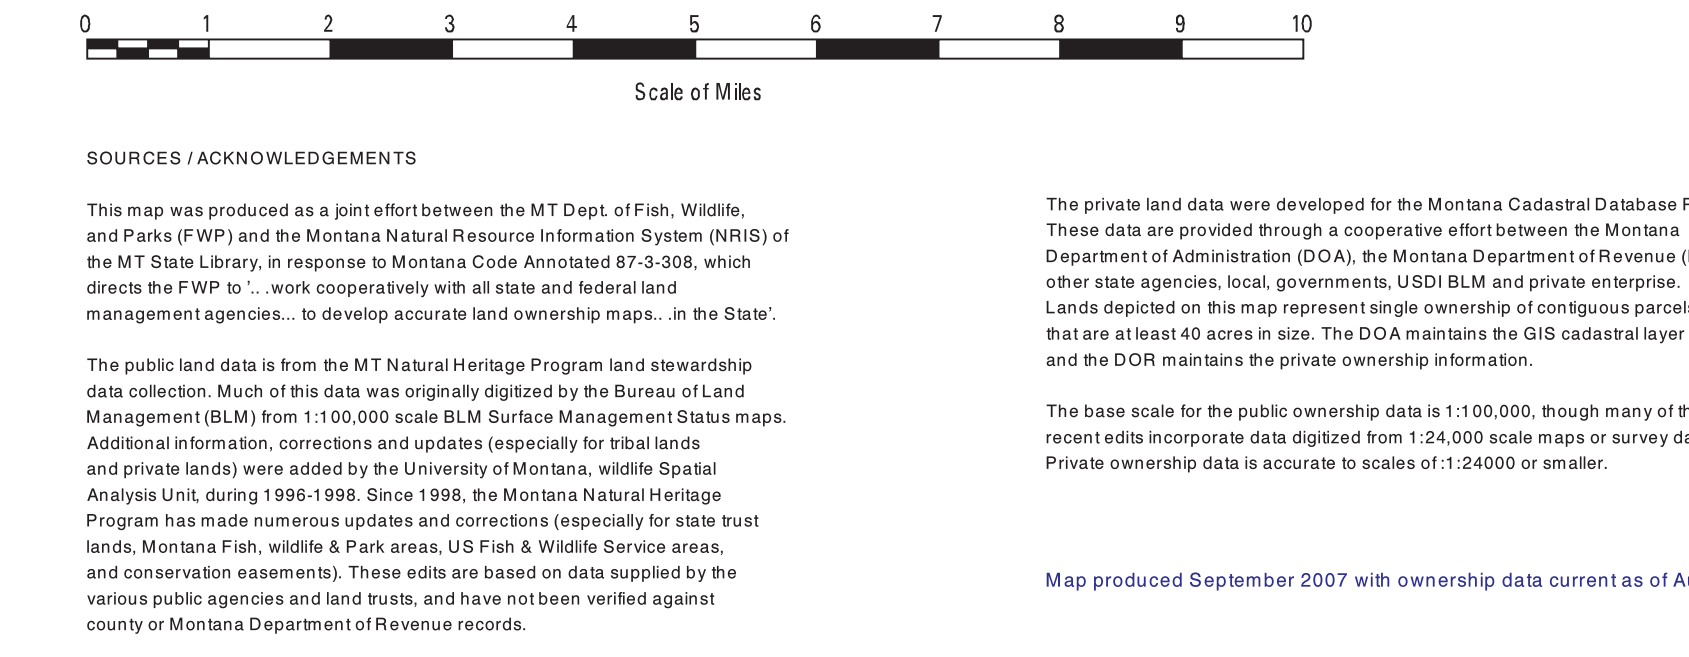 0 1 2 3 4 5 6 7 8 9 10
Scale of Miles
SOURCES / ACKNOWLEDGEMENTS
This map was produced as a joint effort between the MT Dept. of Fish, Wildlife,
and Parks (FWP) and the Montana Natural Resource Information System (NRIS) of
the MT State Library, in response to Montana Code Annotated 87-3-308, which
directs the FWP to '.. .work cooperatively with all state and federal land
management agencies... to develop accurate land ownership maps.. .in the State'.
The public land data is from the MT Natural Heritage Program land stewardship
data collection. Much of this data was originally digitized by the Bureau of Land
Management (BLM) from 1:100,000 scale BLM Surface Management Status maps.
Additional information, corrections and updates (especially for tribal lands
and private lands) were added by the University of Montana, wildlife Spatial
Analysis Unit, during 1996-1998. Since 1998, the Montana Natural Heritage
Program has made numerous updates and corrections (especially for state trust
lands, Montana Fish, wildlife & Park areas, US Fish & Wildlife Service areas,
and conservation easements). These edits are based on data supplied by the
various public agencies and land trusts, and have not been verified against
county or Montana Department of Revenue records.
The private land data were developed for the Montana Cadastral Database
These data are provided through a cooperative effort between the Montana
Department of Administration (DOA), the Montana Department of Revenue
other state agencies, local, governments, USDI BLM and private enterprise.
Lands depicted on this map represent single ownership of contiguous parcels
that are at least 40 acres in size. The DOA maintains the GIS cadastral layer
and the DOR maintains the private ownership information.
The base scale for the public ownership data is 1:100,000, though many of
recent edits incorporate data digitized from 1:24,000 scale maps or survey
Private ownership data is accurate to scales of :1:24000 or smaller.
Map produced September 2007 with ownership data current as of